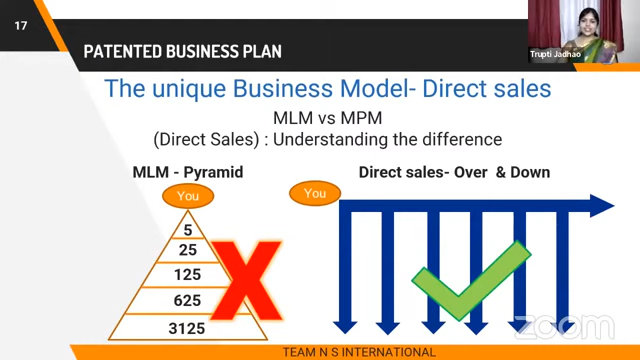 17
PATENTED BUSINESS PLAN
Trupti Jadhao
The unique Business Model- Direct sales
MLM vs MPM
(Direct Sales) : Understanding the difference
MLM - Pyramid
Direct sales- Over & Down
You
You
5
25
125
625
3125
zoom
TEAM N S INTERNATIONAL